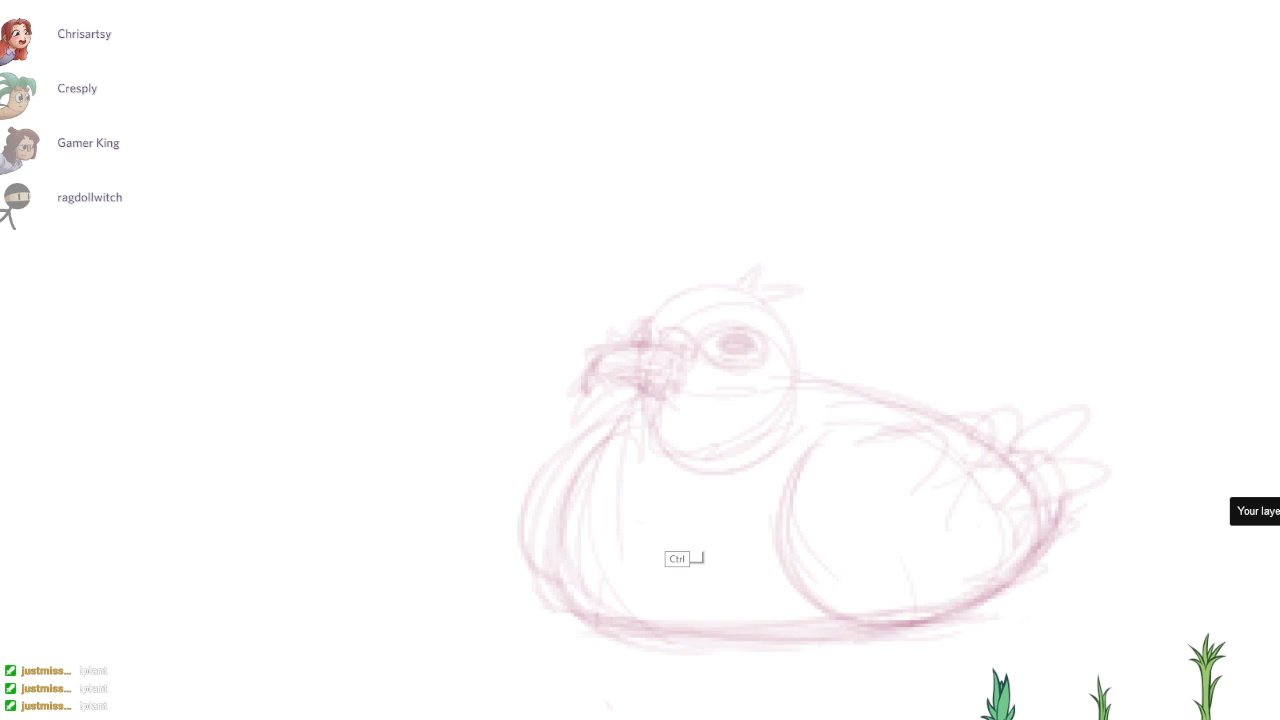 Chrisartsy
Cresply
Gamer King
ragdollwitch
Your laye
Ctrl
justmiss... !plant
justmiss... !plant
justmiss... !plant